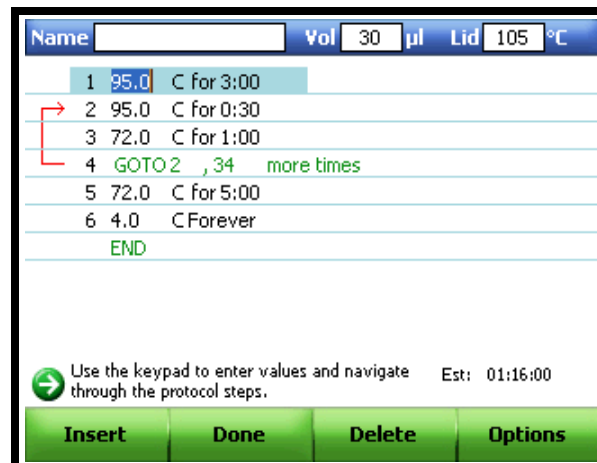 Name Vol 30 µl Lid 105 °C
1 95.0 C for 3:00
2 95.0 C for 0:30
3 72.0 C for 1:00
4 GOTO 2 , 34 more times
5 72.0 C for 5:00
6 4.0 C Forever
END
Use the keypad to enter values and navigate Est: 01:16:00
through the protocol steps.
Insert Done Delete Options